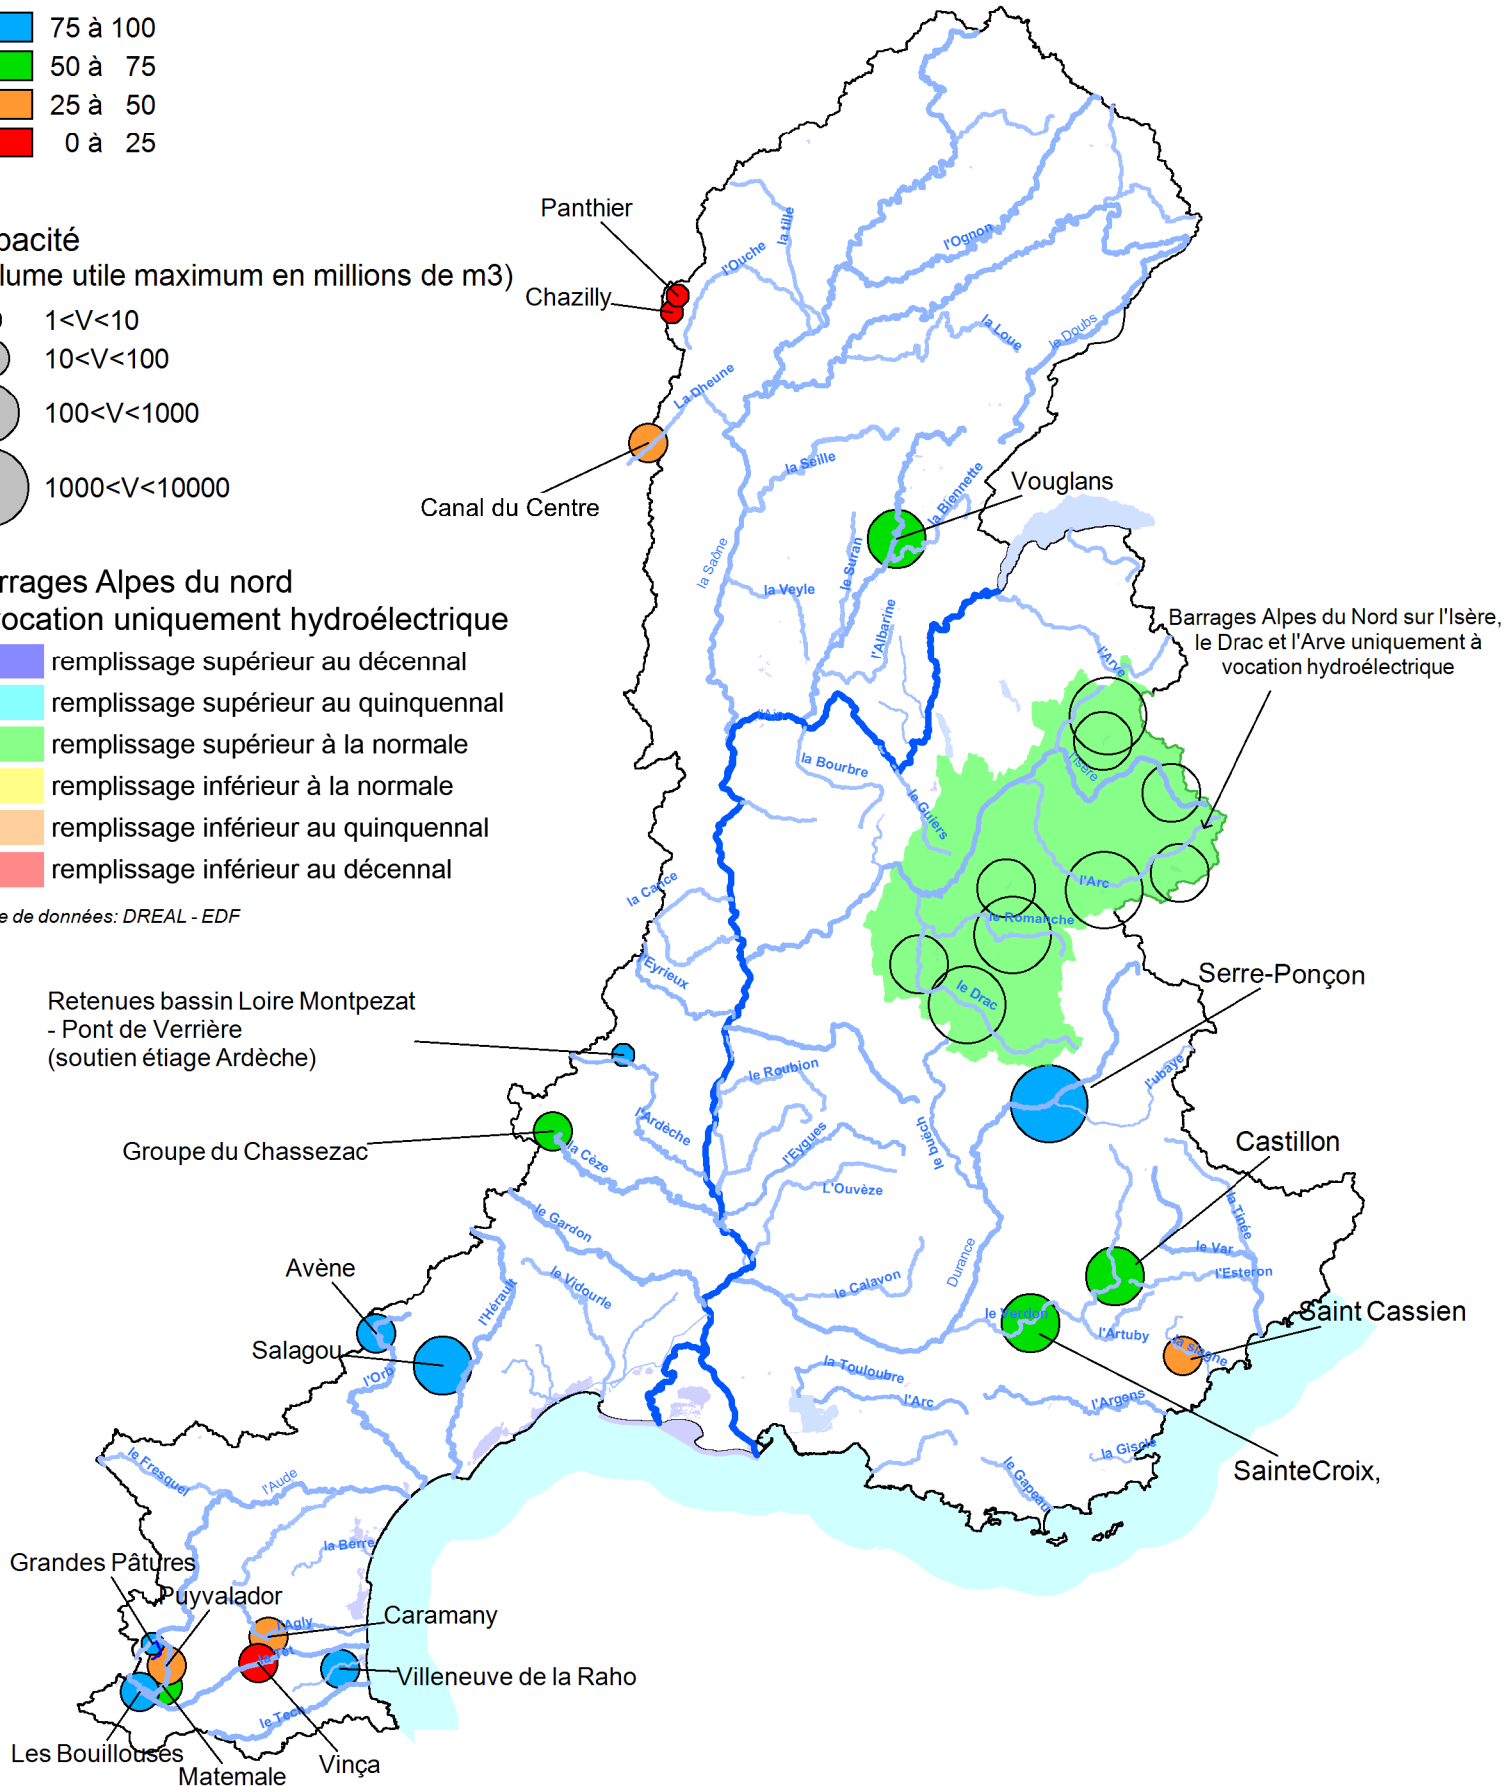 75 à 100
50 à 75
25 à 50
0 à 25
pacité
lume utile maximum en millions de m3)
1<V<10
10<V<100
100<V<1000
1000<V<10000
rrages Alpes du nord
vocation uniquement hydroélectrique
remplissage supérieur au décennal
remplissage supérieur au quinquennal
remplissage supérieur à la normale
remplissage inférieur à la normale
remplissage inférieur au quinquennal
remplissage inférieur au décennal
e de données: DREAL - EDF
Panthier
Chazilly
Canal du Centre
Vouglans
Barrages Alpes du Nord sur l'Isère,
le Drac et l'Arve uniquement à
vocation hydroélectrique
Retenues bassin Loire Montpezat
- Pont de Verrière
(soutien étiage Ardèche)
Groupe du Chassezac
Serre-Ponçon
Castillon
Saint Cassien
SainteCroix,
Avène
Salagou
Grandes Pâtures
Puyvalador
Caramany
Villeneuve de la Raho
Les Bouillouses
Matemale
Vinça
la tille
l'Ouche
l'Ognon
la Loue
le Doubs
La Dheune
la Seille
la Biennette
la Saône
le Suran
la Veyle
l'Albarine
l'Arve
l'Ain
la Bourbre
l'Isère
le Guiers
la Cance
l'Arc
le Romanche
l'Eyrieux
le Drac
le Roubion
l'ubaye
l'Ardèche
le buëch
l'Eygues
la Cèze
L'Ouvèze
le Gardon
la Tinée
le Var
l'Esteron
Durance
le Calavon
le Vidourle
l'Hérault
le Verdon
l'Artuby
la siagne
l'Orb
la Touloubre
l'Arc
l'Argens
la Giscle
le Gapeau
le Fresquel
l'Aude
la Berre
l'Agly
la Têt
le Tech